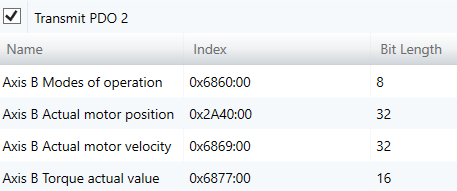 Transmit PDO 2
Name Index Bit Length
Axis B Modes of operation 0x6860:00 8
Axis B Actual motor position 0x2A40:00 32
Axis B Actual motor velocity 0x6869:00 32
Axis B Torque actual value 0x6877:00 16